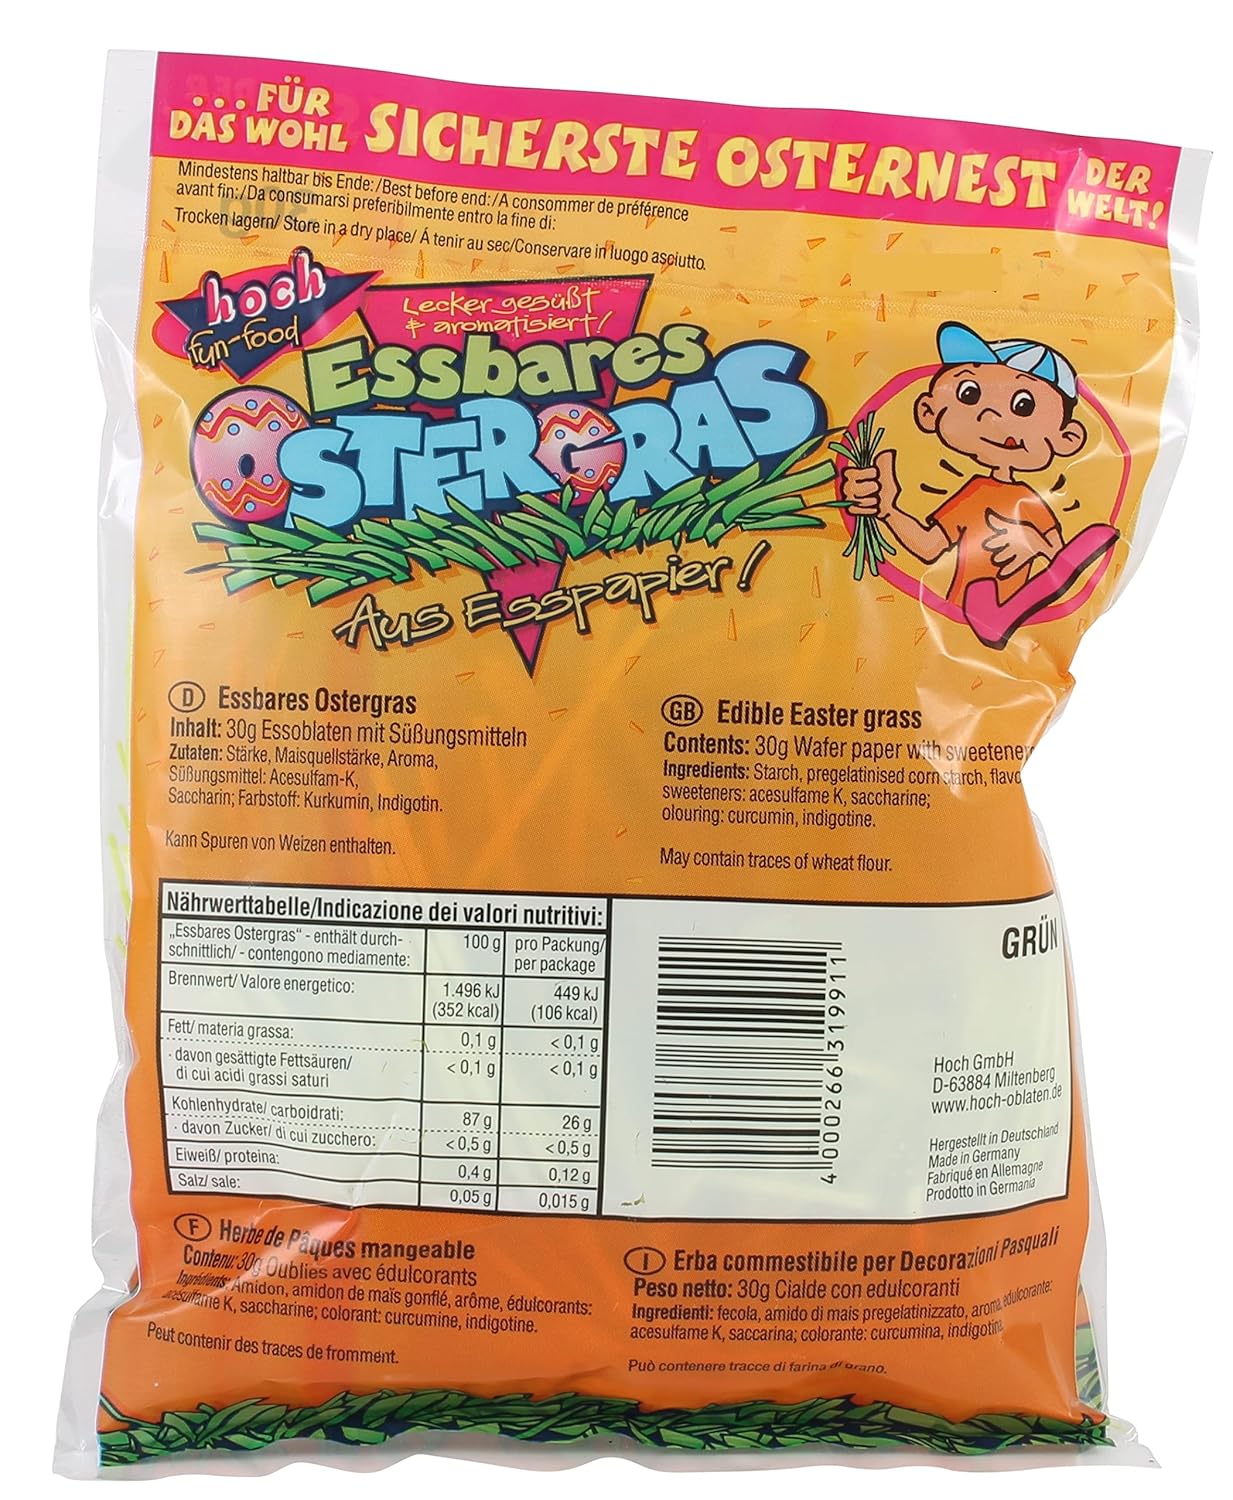 ... FÜR
DAS WOHL SICHERSTE OSTERNEST DER
WELT!
Mindestens haltbar bis Ende:/Best before end:/A consommer de préférence
avant fin:/Da consumarsi preferibilmente entro la fine di:
Trocken lagern/ Store in a dry place/ Á tenir au sec/Conservare in luogo asciutto.
hoch
fun-food
Lecker gesüßt
& aromatisiert!
Essbares
OSTERGRAS
Aus Esspapier!
D Essbares Ostergras
Inhalt: 30g Essoblaten mit Süßungsmitteln
Zutaten: Stärke, Maisquellstärke, Aroma,
Süßungsmittel: Acesulfam-K,
Saccharin; Farbstoff: Kurkumin, Indigotin.
Kann Spuren von Weizen enthalten.
GB Edible Easter grass
Contents: 30g Wafer paper with sweetener
Ingredients: Starch, pregelatinised corn starch, flavo
sweeteners: acesulfame K, saccharine;
olouring: curcumin, indigotine.
May contain traces of wheat flour.
Nährwerttabelle/Indicazione dei valori nutritivi:
„Essbares Ostergras“ - enthält durch- 100 g pro Packung/
schnittlich/ - contengono mediamente: per package
Brennwert/ Valore energetico: 1.496 kJ 449 kJ
(352 kcal) (106 kcal)
Fett/ materia grassa: 0,1 g < 0,1 g
- davon gesättigte Fettsäuren/ < 0,1 g < 0,1 g
di cui acidi grassi saturi
Kohlenhydrate/ carboidrati: 87 g 26 g
- davon Zucker/ di cui zucchero: < 0,5 g < 0,5 g
Eiweiß/ proteina: 0,4 g 0,12 g
Salz/ sale: 0,05 g 0,015 g
4 000266 319911
GRÜN
Hoch GmbH
D-63884 Miltenberg
www.hoch-oblaten.de
Hergestellt in Deutschland
Made in Germany
Fabriqué en Allemagne
Prodotto in Germania
F Herbe de Pâques mangeable
Contenu: 30g Oublies avec édulcorants
Ingrédients: Amidon, amidon de maïs gonflé, arôme, édulcorants:
acesulfame K, saccharine; colorant: curcumine, indigotine.
Peut contenir des traces de fromment.
I Erba commestibile per Decorazioni Pasquali
Peso netto: 30g Cialde con edulcoranti
Ingredienti: fecola, amido di mais pregelatinizzato, aroma, edulcorante:
acesulfame K, saccarina; colorante: curcumina, indigotina.
Può contenere tracce di farina di grano.